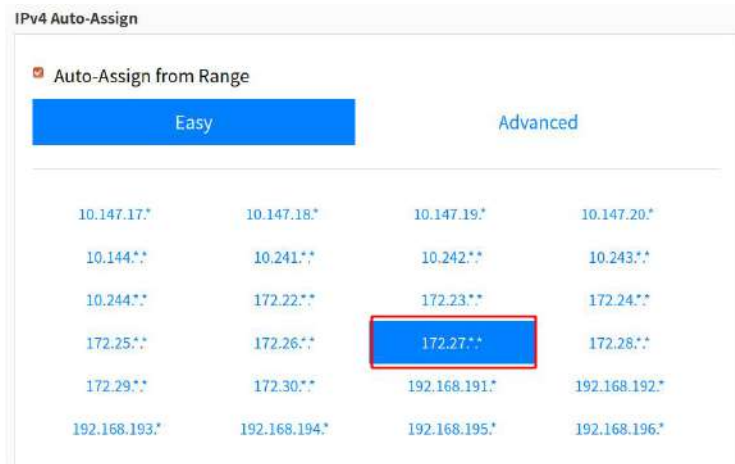 IPv4 Auto-Assign
Auto-Assign from Range
Easy Advanced
10.147.17.* 10.147.18.* 10.147.19.* 10.147.20.*
10.144.*.* 10.241.*.* 10.242.*.* 10.243.*.*
10.244.*.* 172.22.*.* 172.23.*.* 172.24.*.*
172.25.*.* 172.26.*.* 172.27.*.* 172.28.*.*
172.29.*.* 172.30.*.* 192.168.191.* 192.168.192.*
192.168.193.* 192.168.194.* 192.168.195.* 192.168.196.*